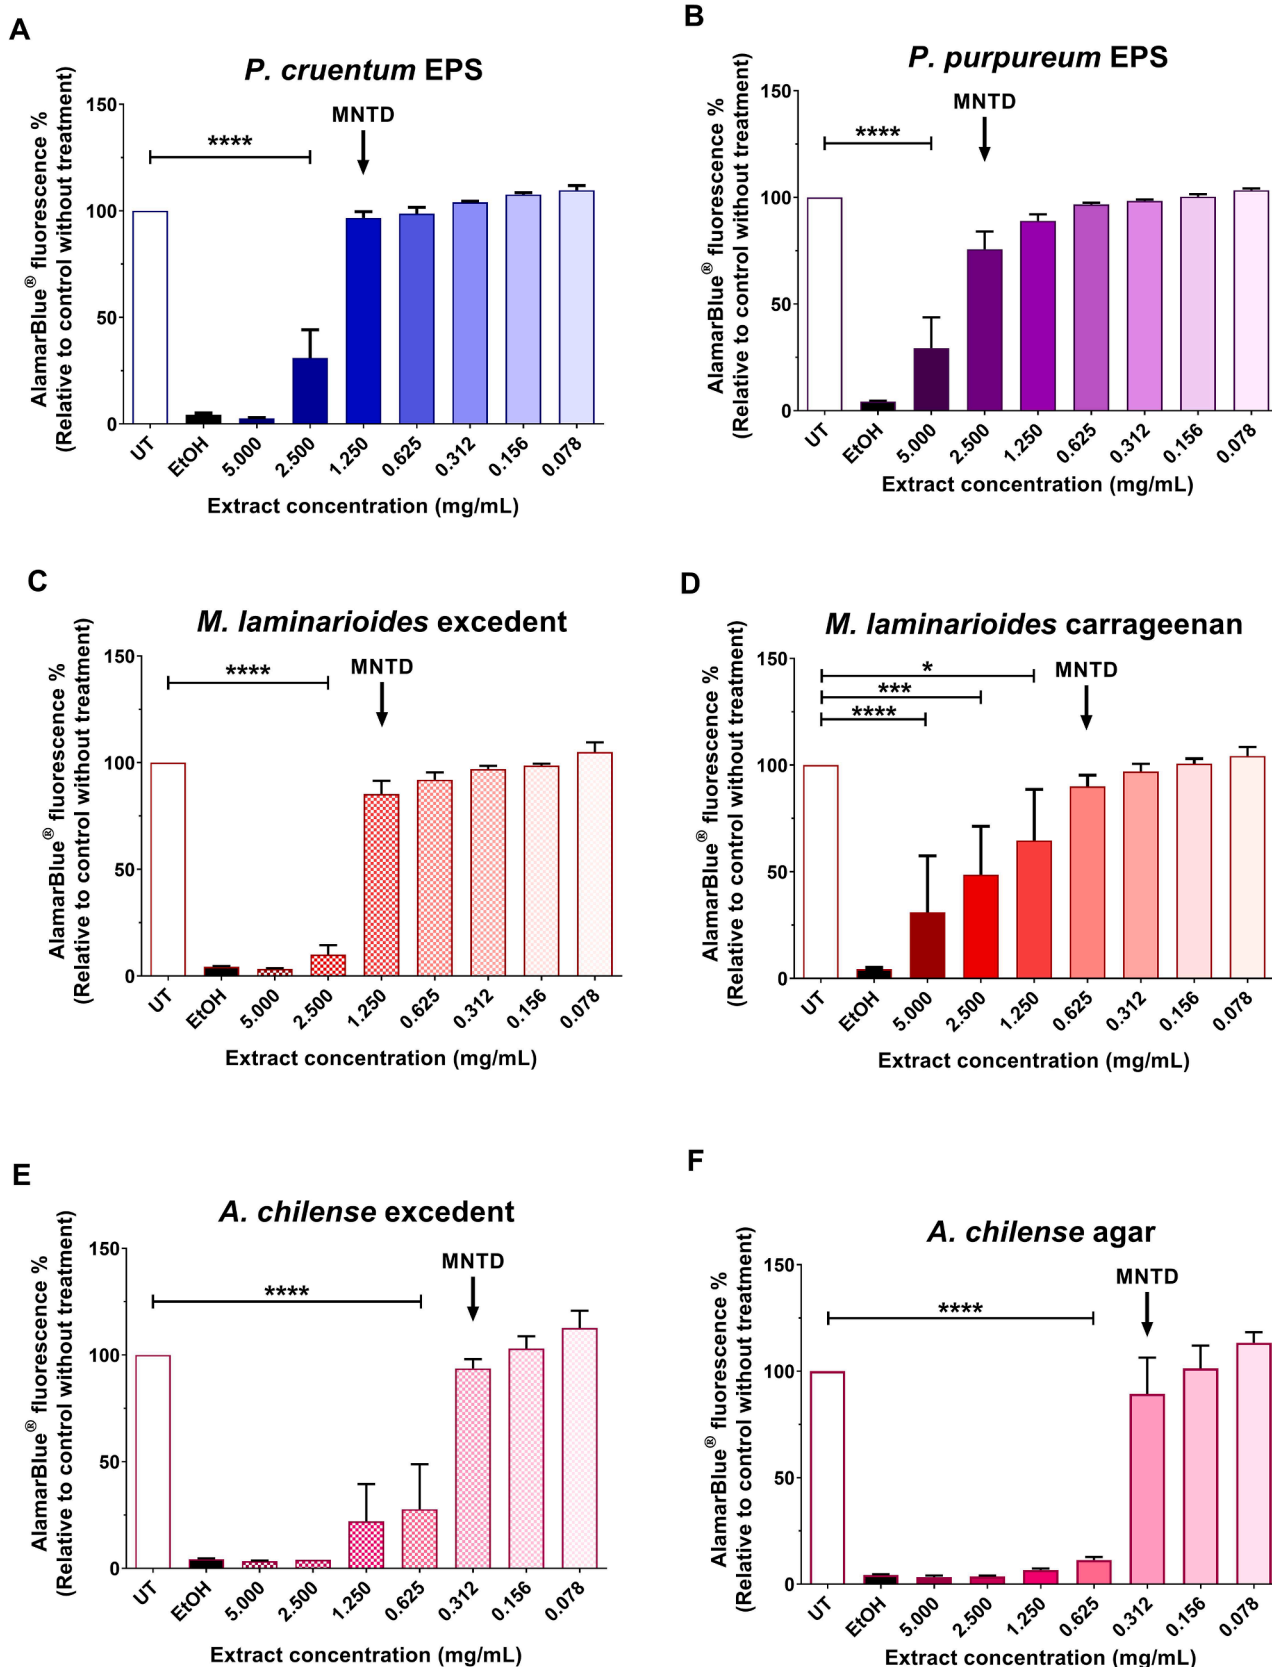 A
P. cruentum EPS
AlamarBlue® fluorescence %
(Relative to control without treatment)
150
100
50
0
****
MNTD
UT EtOH 5.000 2.500 1.250 0.625 0.312 0.156 0.078
Extract concentration (mg/mL)
B
P. purpureum EPS
AlamarBlue® fluorescence %
(Relative to control without treatment)
150
100
50
0
****
MNTD
UT EtOH 5.000 2.500 1.250 0.625 0.312 0.156 0.078
Extract concentration (mg/mL)
C
M. laminarioides excedent
AlamarBlue® fluorescence %
(Relative to control without treatment)
150
100
50
0
****
MNTD
UT EtOH 5.000 2.500 1.250 0.625 0.312 0.156 0.078
Extract concentration (mg/mL)
D
M. laminarioides carrageenan
AlamarBlue® fluorescence %
(Relative to control without treatment)
150
100
50
0
*
***
****
MNTD
UT EtOH 5.000 2.500 1.250 0.625 0.312 0.156 0.078
Extract concentration (mg/mL)
E
A. chilense excedent
AlamarBlue® fluorescence %
(Relative to control without treatment)
150
100
50
0
****
MNTD
UT EtOH 5.000 2.500 1.250 0.625 0.312 0.156 0.078
Extract concentration (mg/mL)
F
A. chilense agar
AlamarBlue® fluorescence %
(Relative to control without treatment)
150
100
50
0
****
MNTD
UT EtOH 5.000 2.500 1.250 0.625 0.312 0.156 0.078
Extract concentration (mg/mL)